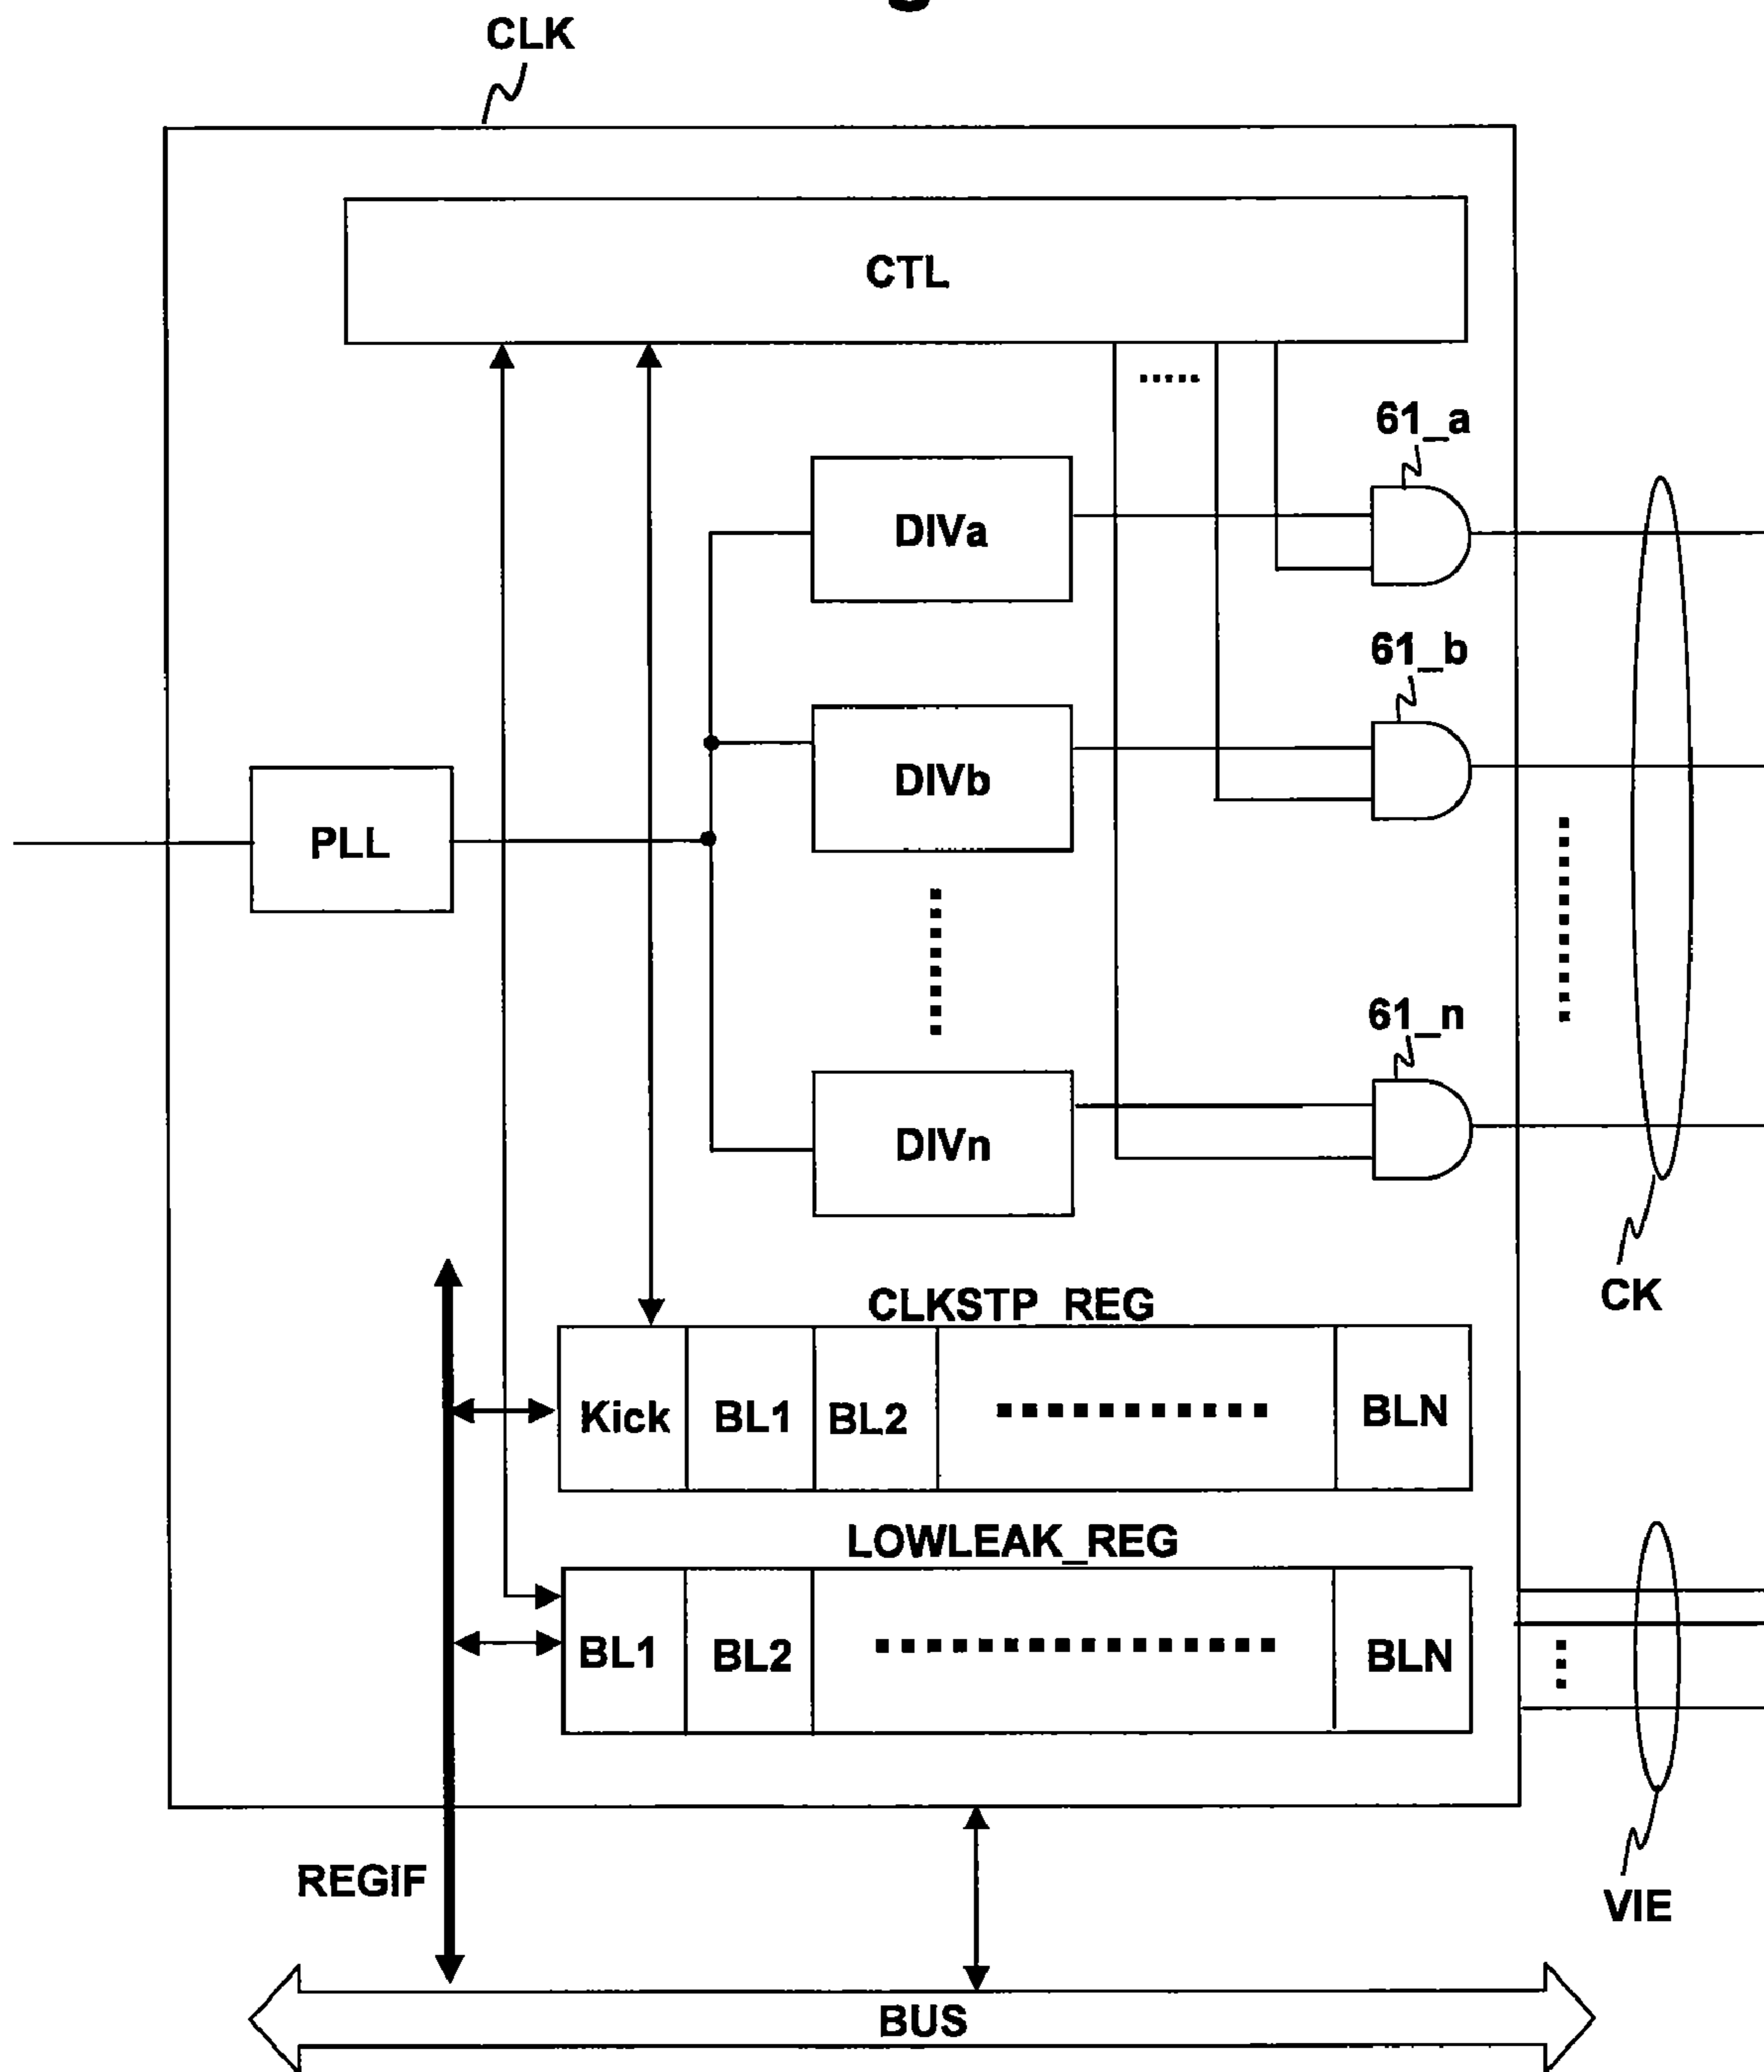 CLK
CTL
61_a
DIVa
61_b
DIVb
PLL
61_n
DIVn
CK
CLKSTP_REG
Kick BL1 BL2 BLN
LOWLEAK_REG
BL1 BL2 BLN
REGIF
VIE
BUS